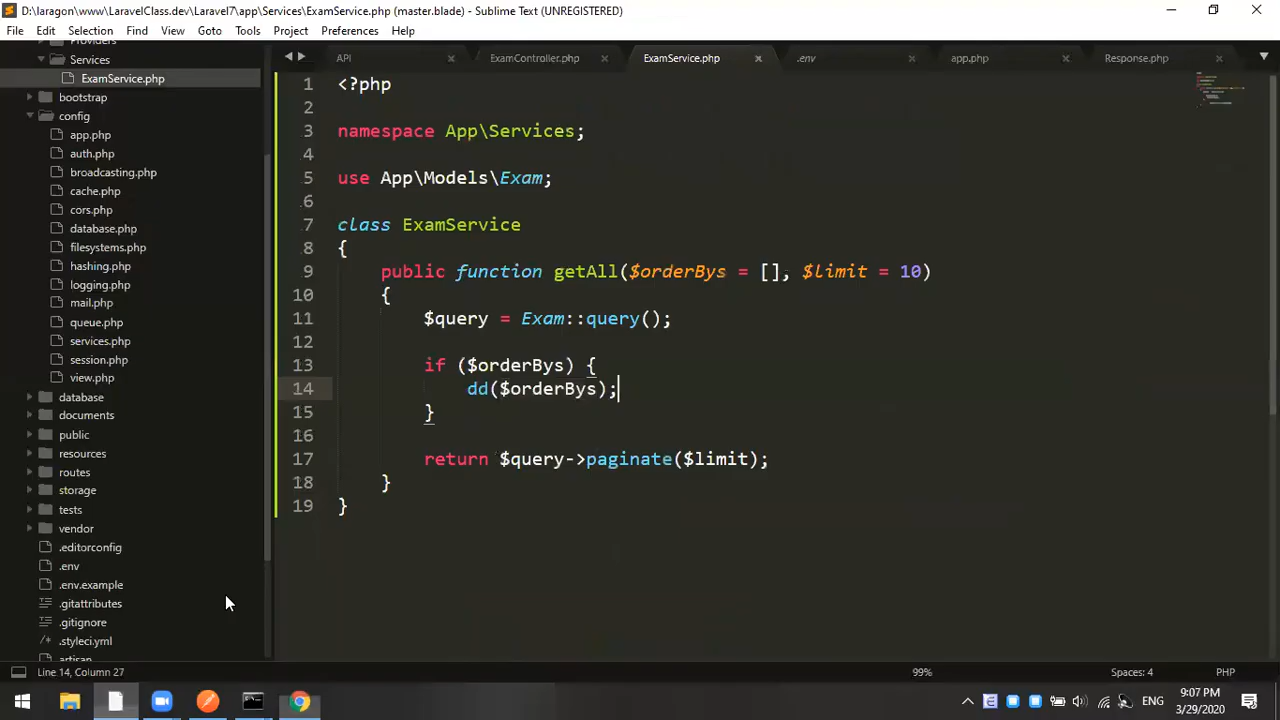 D:\laragon\www\LaravelClass.dev\Laravel7\app\Services\ExamService.php (master.blade) - Sublime Text (UNREGISTERED)
File Edit Selection Find View Goto Tools Project Preferences Help
Providers
Services
ExamService.php
bootstrap
config
app.php
auth.php
broadcasting.php
cache.php
cors.php
database.php
filesystems.php
hashing.php
logging.php
mail.php
queue.php
services.php
session.php
view.php
database
documents
public
resources
routes
storage
tests
vendor
.editorconfig
.env
.env.example
.gitattributes
.gitignore
.styleci.yml
artisan
API ExamController.php ExamService.php .env app.php Response.php
1 <?php
2
3 namespace App\Services;
4
5 use App\Models\Exam;
6
7 class ExamService
8 {
9 public function getAll($orderBys = [], $limit = 10)
10 {
11 $query = Exam::query();
12
13 if ($orderBys) {
14 dd($orderBys);
15 }
16
17 return $query->paginate($limit);
18 }
19 }
Line 14, Column 27 99% Spaces: 4 PHP
ENG 9:07 PM
3/29/2020